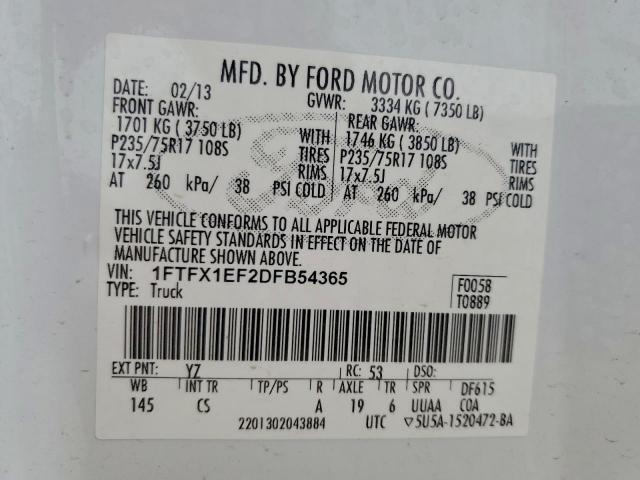 MFD. BY FORD MOTOR CO.
DATE: 02/13 GVWR: 3334 KG ( 7350 LB)
FRONT GAWR: REAR GAWR:
1701 KG ( 3750 LB) WITH 1746 KG ( 3850 LB) WITH
P235/75R17 108S TIRES P235/75R17 108S TIRES
17x7.5J RIMS 17x7.5J RIMS
AT 260 kPa/ 38 PSI COLD AT 260 kPa/ 38 PSI COLD
Ford
THIS VEHICLE CONFORMS TO ALL APPLICABLE FEDERAL MOTOR
VEHICLE SAFETY STANDARDS IN EFFECT ON THE DATE OF
MANUFACTURE SHOWN ABOVE.
VIN: 1FTFX1EF2DFB54365 F0058
TYPE: Truck T0889
EXT PNT: YZ RC: 53 DSO:
WB INT TR TP/PS R AXLE TR SPR DF615
145 CS A 19 6 UUAA COA
2201302043884 UTC ▽5U5A-1520472-BA